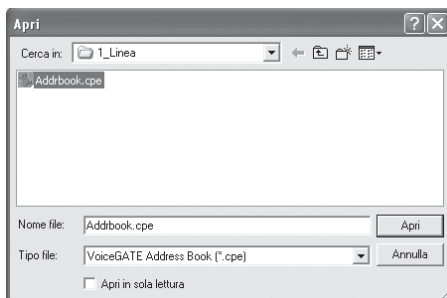 Apri
Cerca in: 1_Linea
Addrbook.cpe
Nome file: Addrbook.cpe Apri
Tipo file: VoiceGATE Address Book (*.cpe) Annulla
Apri in sola lettura